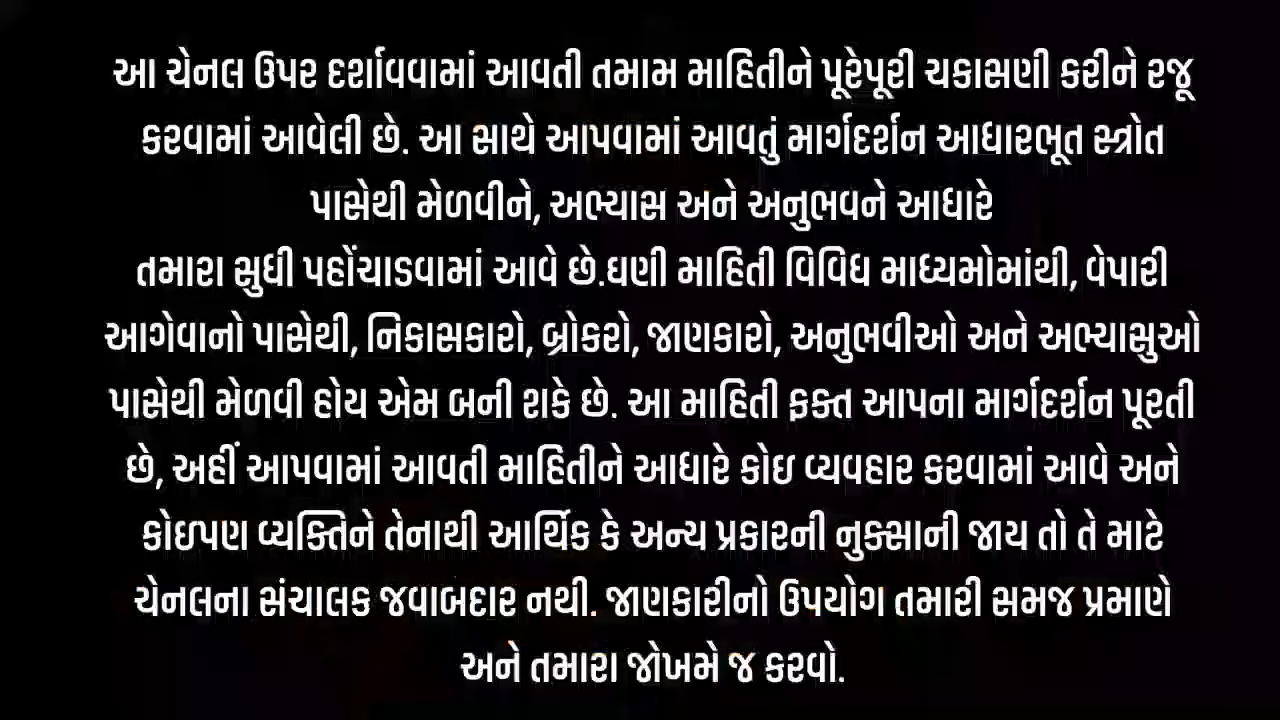 આ ચેનલ ઉપર દર્શાવવામાં આવતી તમામ માહિતીને પૂરેપૂરી ચકાસણી કરીને રજૂ
કરવામાં આવેલી છે. આ સાથે આપવામાં આવતું માર્ગદર્શન આધારભૂત સ્ત્રોત
પાસેથી મેળવીને, અભ્યાસ અને અનુભવને આધારે
તમારા સુધી પહોંચાડવામાં આવે છે.ઘણી માહિતી વિવિધ માધ્યમોમાંથી, વેપારી
આગેવાનો પાસેથી, નિકાસકારો, બ્રોકરો, જાણકારો, અનુભવીઓ અને અભ્યાસુઓ
પાસેથી મેળવી હોય એમ બની શકે છે. આ માહિતી ફક્ત આપના માર્ગદર્શન પૂરતી
છે, અહીં આપવામાં આવતી માહિતીને આધારે કોઇ વ્યવહાર કરવામાં આવે અને
કોઇપણ વ્યક્તિને તેનાથી આર્થિક કે અન્ય પ્રકારની નુક્સાની જાય તો તે માટે
ચેનલના સંચાલક જવાબદાર નથી. જાણકારીનો ઉપયોગ તમારી સમજ પ્રમાણે
અને તમારા જોખમે જ કરવો.